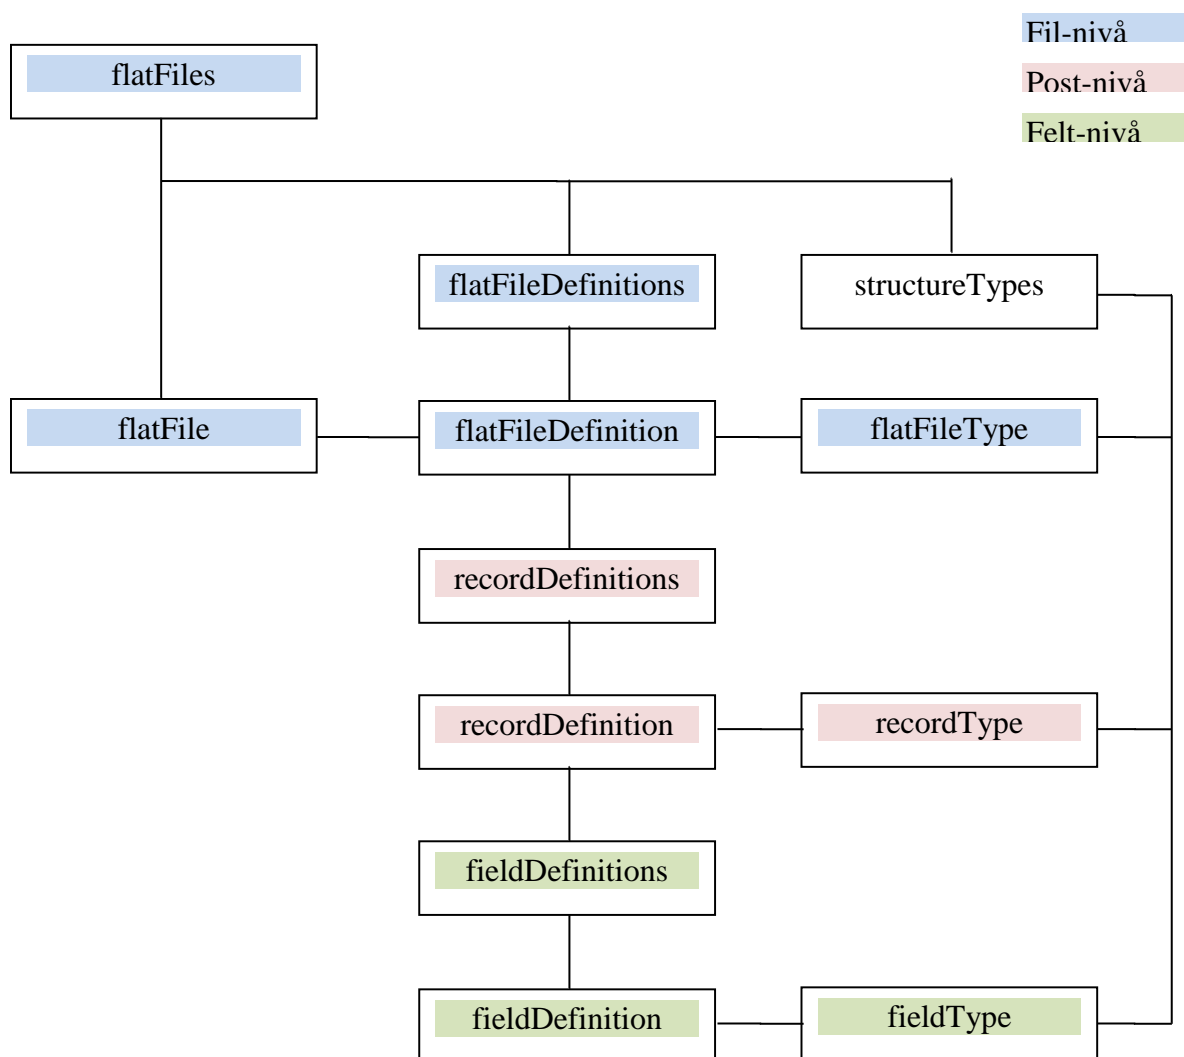 Fil-nivå
flatFiles
Post-nivå
Felt-nivå
flatFileDefinitions
structureTypes
flatFile
flatFileDefinition
flatFileType
recordDefinitions
recordDefinition
recordType
fieldDefinitions
fieldDefinition
fieldType